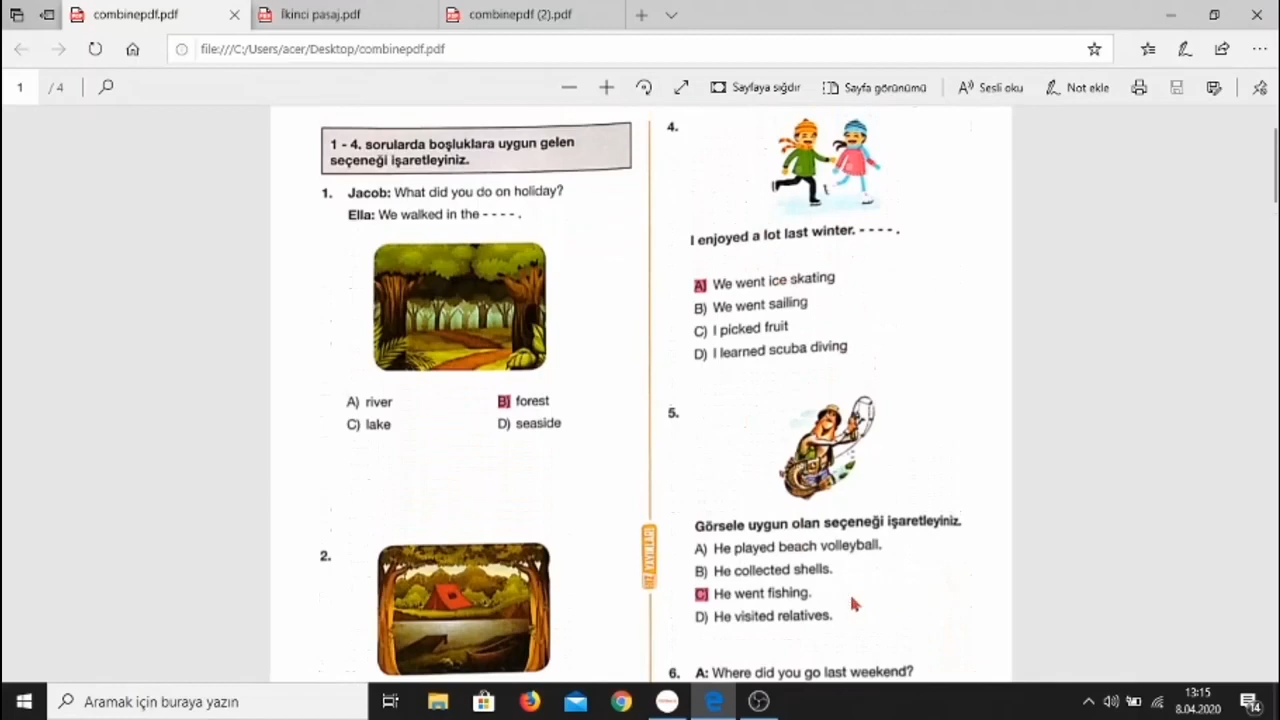 combinepdf.pdf
İkinci pasaj.pdf
combinepdf (2).pdf
file:///C:/Users/acer/Desktop/combinepdf.pdf
1 / 4
Sayfaya sığdır
Sayfa görünümü
Sesli oku
Not ekle
1 - 4. sorularda boşluklara uygun gelen
seçeneği işaretleyiniz.
1. Jacob: What did you do on holiday?
Ella: We walked in the - - - - .
A) river
B) forest
C) lake
D) seaside
2.
4.
I enjoyed a lot last winter. - - - - .
A) We went ice skating
B) We went sailing
C) I picked fruit
D) I learned scuba diving
5.
Görsele uygun olan seçeneği işaretleyiniz.
A) He played beach volleyball.
B) He collected shells.
C) He went fishing.
D) He visited relatives.
6. A: Where did you go last weekend?
Aramak için buraya yazın
13:15
8.04.2020
14